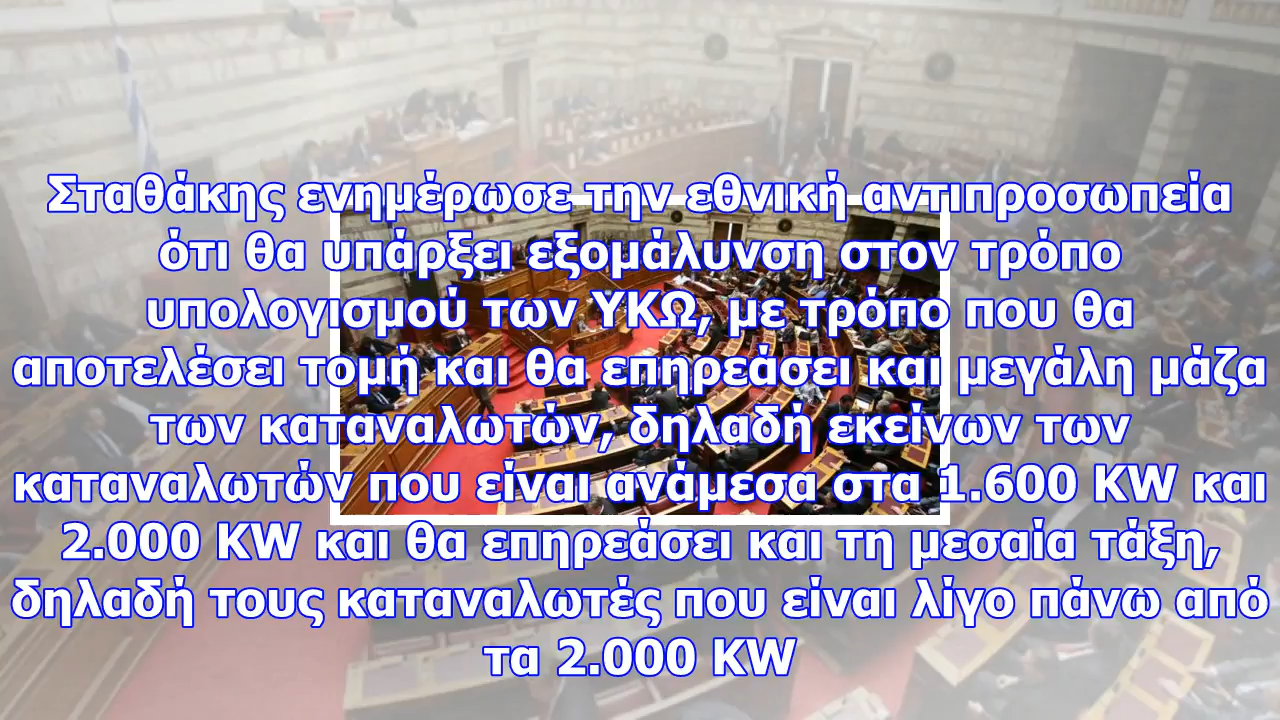 Σταθάκης ενημέρωσε την εθνική αντιπροσωπεία
ότι θα υπάρξει εξομάλυνση στον τρόπο
υπολογισμού των ΥΚΩ, με τρόπο που θα
αποτελέσει τομή και θα επηρεάσει και μεγάλη μάζα
των καταναλωτών, δηλαδή εκείνων των
καταναλωτών που είναι ανάμεσα στα 1.600 KW και
2.000 KW και θα επηρεάσει και τη μεσαία τάξη,
δηλαδή τους καταναλωτές που είναι λίγο πάνω από
τα 2.000 KW